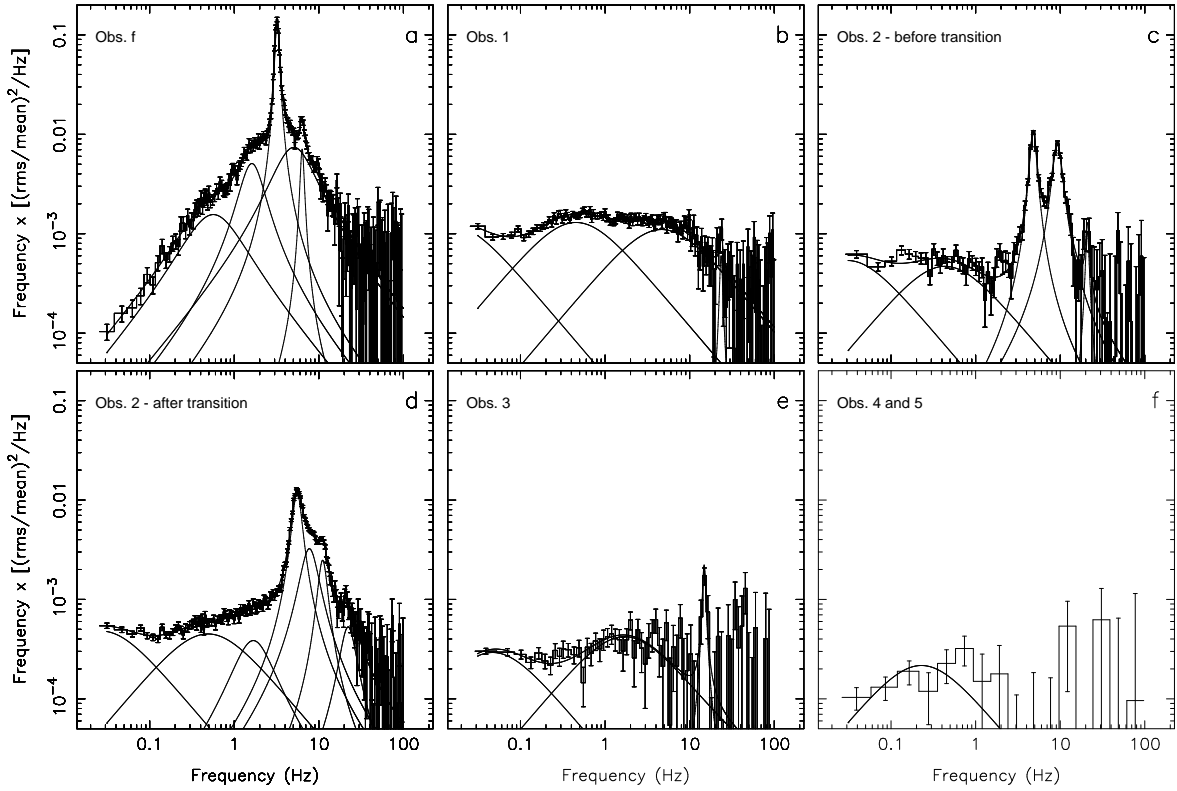 Obs. f
a
Obs. 1
b
Obs. 2 - before transition
c
0.1
0.01
10⁻³
10⁻⁴
Frequency x [(rms/mean)²/Hz]
Obs. 2 - after transition
d
Obs. 3
e
Obs. 4 and 5
f
0.1
0.01
10⁻³
10⁻⁴
Frequency x [(rms/mean)²/Hz]
0.1 1 10 100
0.1 1 10 100
0.1 1 10 100
Frequency (Hz)
Frequency (Hz)
Frequency (Hz)